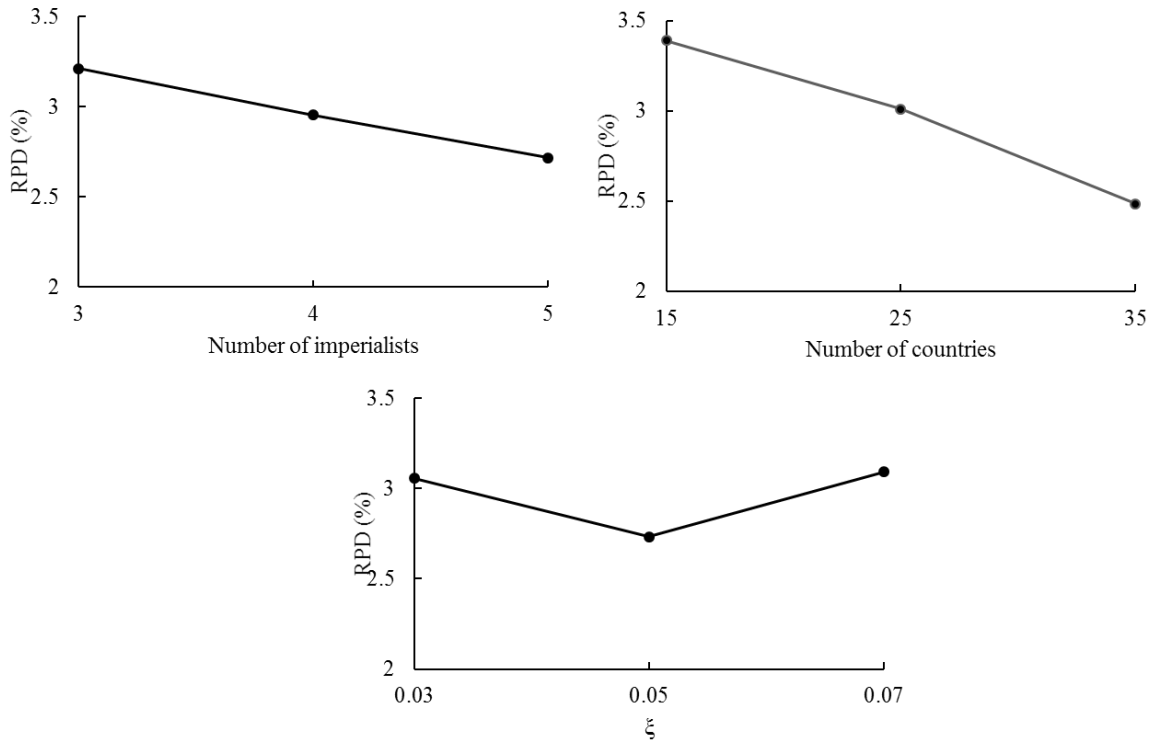 3.5
3
2.5
2
RPD (%)
3 4 5
Number of imperialists
3.5
3
2.5
2
RPD (%)
15 25 35
Number of countries
3.5
3
2.5
2
RPD (%)
0.03 0.05 0.07
ξ